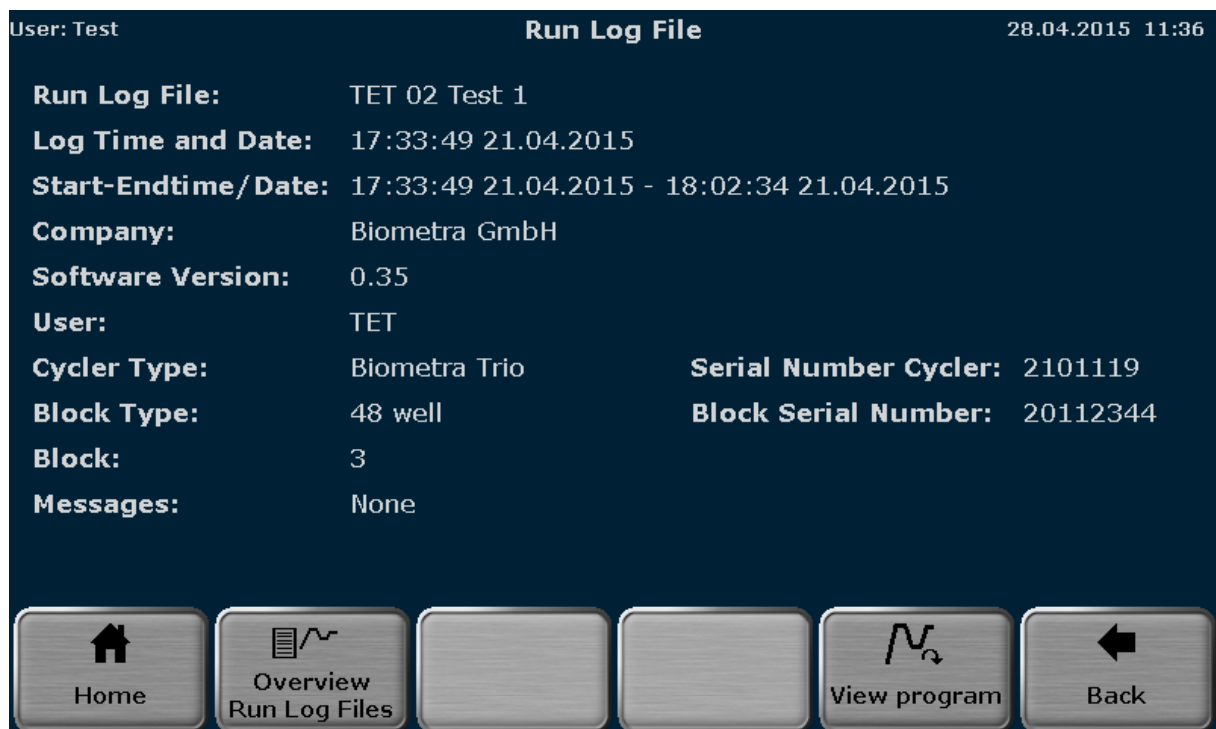 User: Test Run Log File 28.04.2015 11:36
Run Log File: TET 02 Test 1
Log Time and Date: 17:33:49 21.04.2015
Start-Endtime/Date: 17:33:49 21.04.2015 - 18:02:34 21.04.2015
Company: Biometra GmbH
Software Version: 0.35
User: TET
Cycler Type: Biometra Trio Serial Number Cycler: 2101119
Block Type: 48 well Block Serial Number: 20112344
Block: 3
Messages: None
Home
Overview
Run Log Files
View program
Back